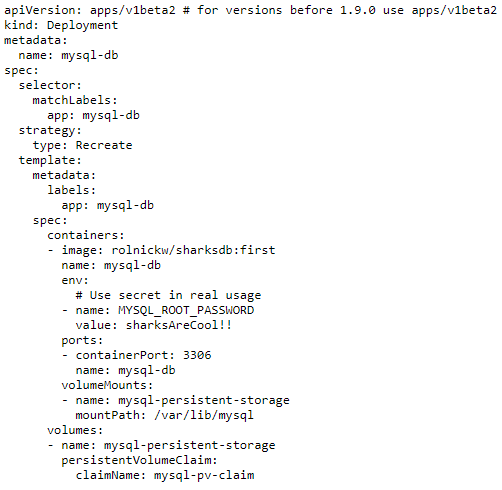 apiVersion: apps/v1beta2 # for versions before 1.9.0 use apps/v1beta2
kind: Deployment
metadata:
  name: mysql-db
spec:
  selector:
    matchLabels:
      app: mysql-db
  strategy:
    type: Recreate
  template:
    metadata:
      labels:
        app: mysql-db
    spec:
      containers:
      - image: rolnickw/sharksdb:first
        name: mysql-db
        env:
          # Use secret in real usage
        - name: MYSQL_ROOT_PASSWORD
          value: sharksAreCool!!
        ports:
        - containerPort: 3306
          name: mysql-db
        volumeMounts:
        - name: mysql-persistent-storage
          mountPath: /var/lib/mysql
      volumes:
      - name: mysql-persistent-storage
        persistentVolumeClaim:
          claimName: mysql-pv-claim